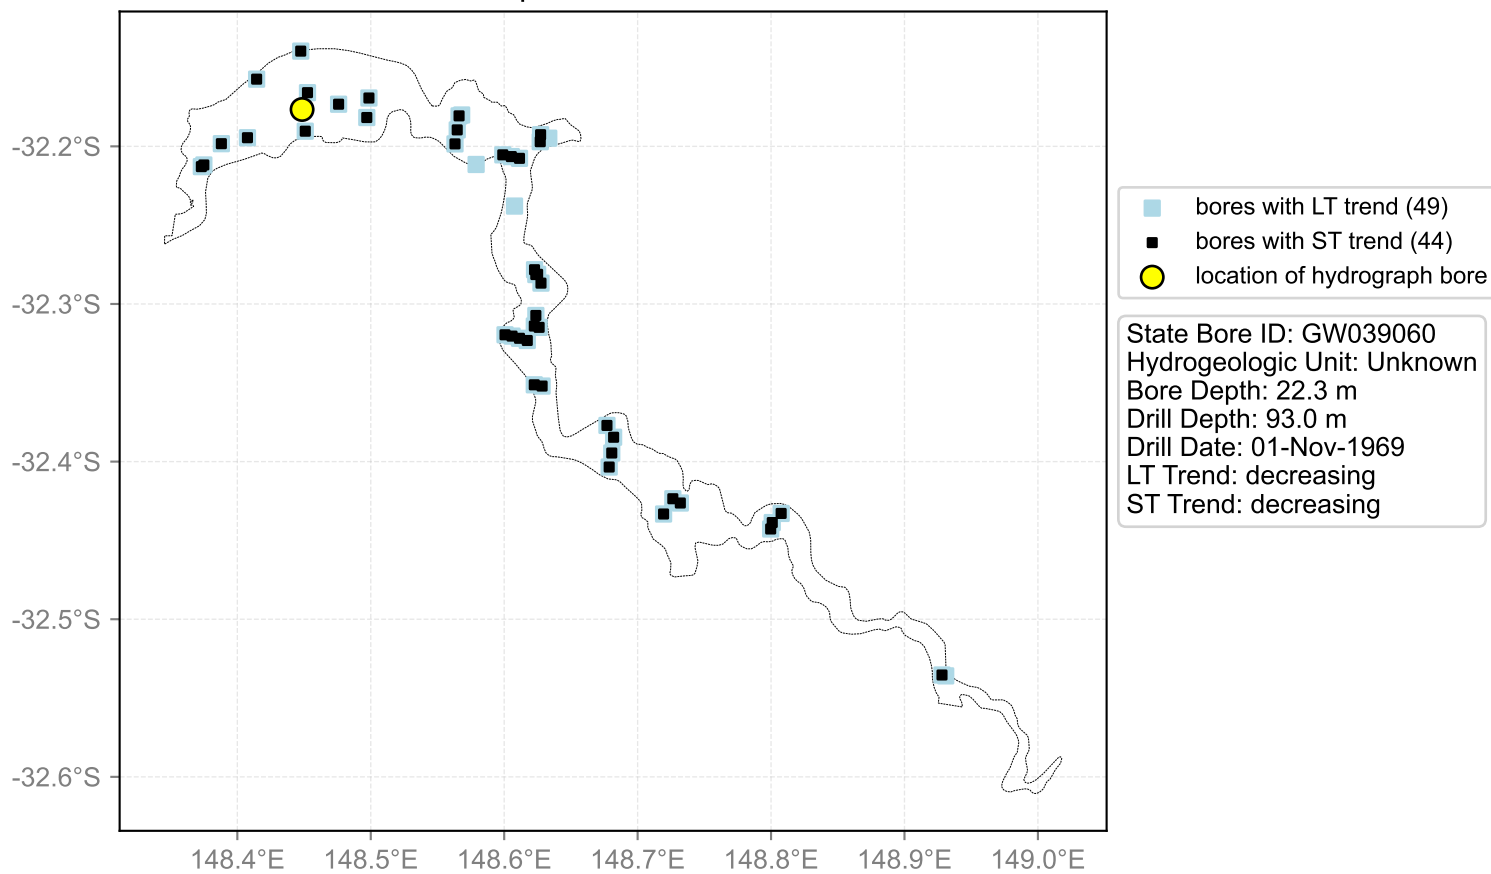 -32.2°S
-32.3°S
-32.4°S
-32.5°S
-32.6°S
148.4°E
148.5°E
148.6°E
148.7°E
148.8°E
148.9°E
149.0°E
bores with LT trend (49)
bores with ST trend (44)
location of hydrograph bore
State Bore ID: GW039060
Hydrogeologic Unit: Unknown
Bore Depth: 22.3 m
Drill Depth: 93.0 m
Drill Date: 01-Nov-1969
LT Trend: decreasing
ST Trend: decreasing